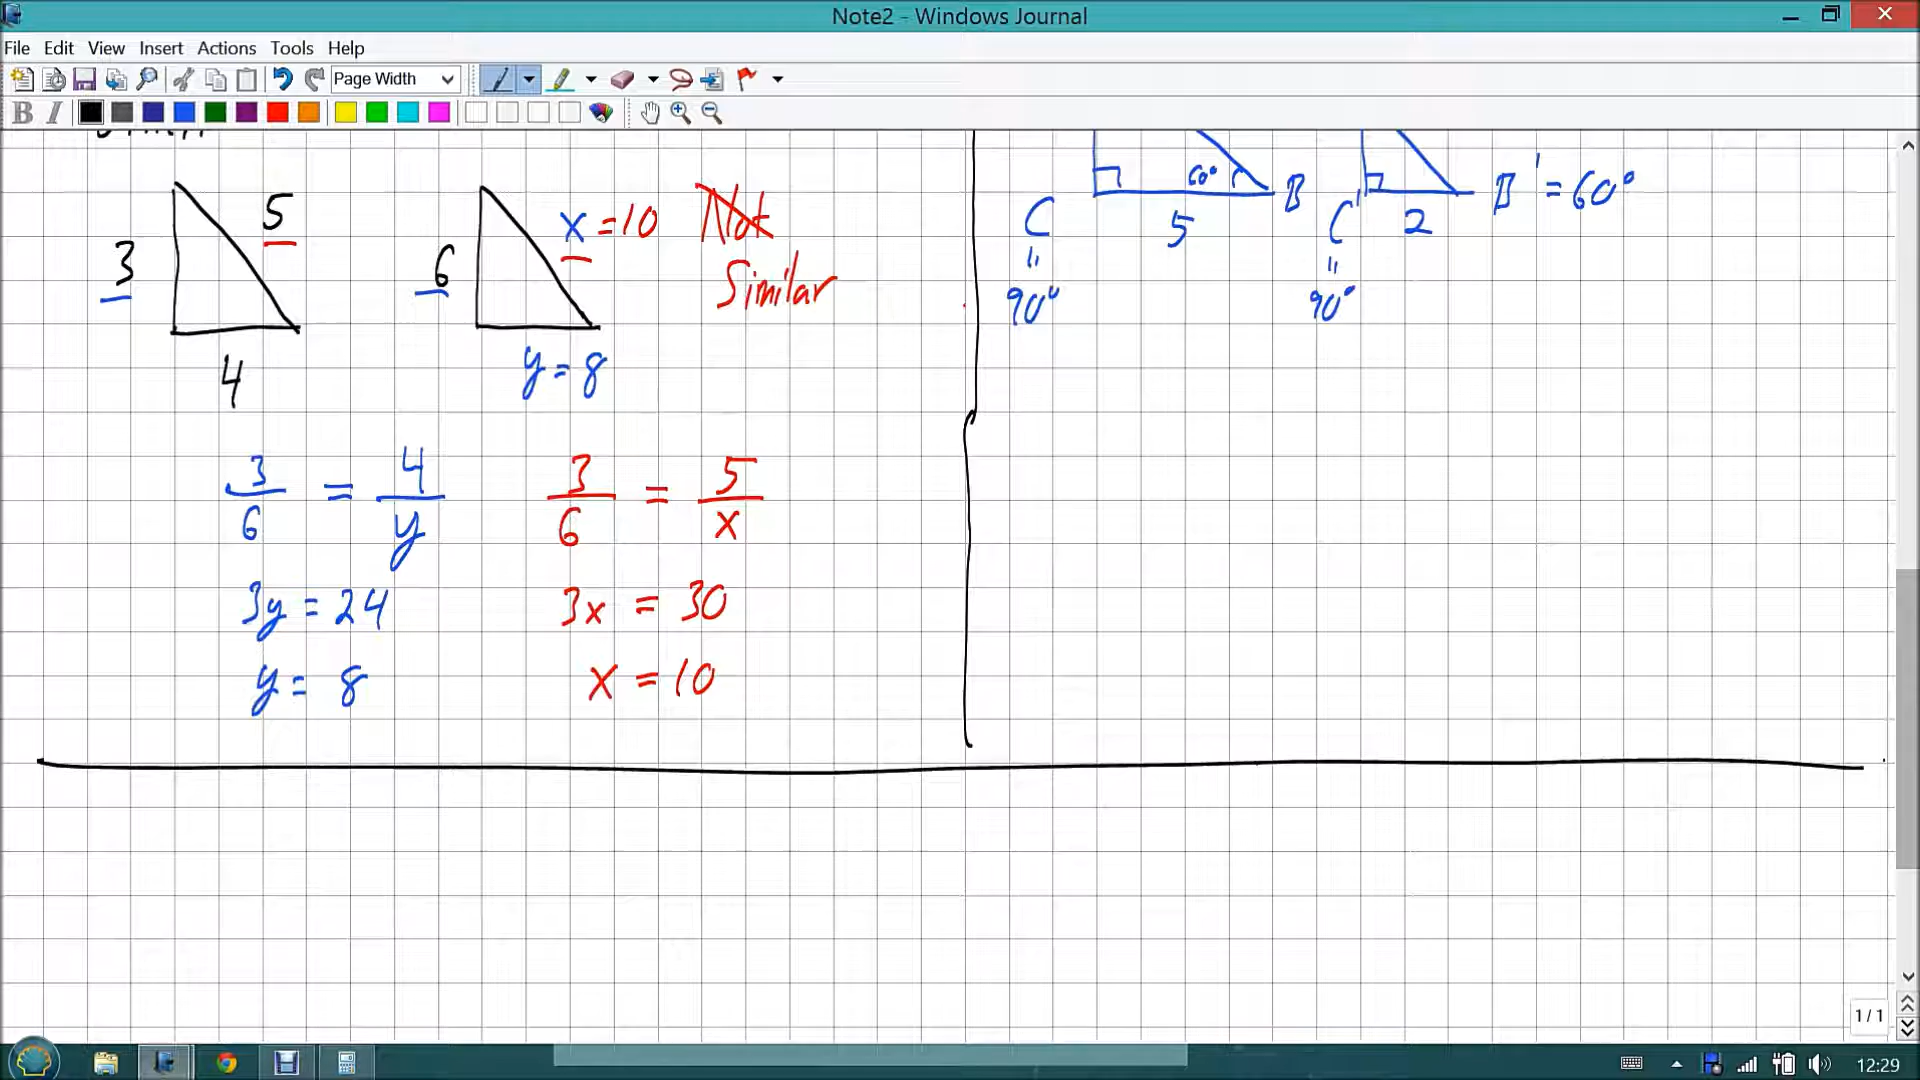 Note2 - Windows Journal
File Edit View Insert Actions Tools Help
Page Width
B I
3
5
4
6
x = 10
y = 8
Not
Similar
3/6 = 4/y
3y = 24
y = 8
3/6 = 5/x
3x = 30
x = 10
60°
B
B' = 60°
C
5
C'
2
=
90°
=
90°
1 / 1
12:29